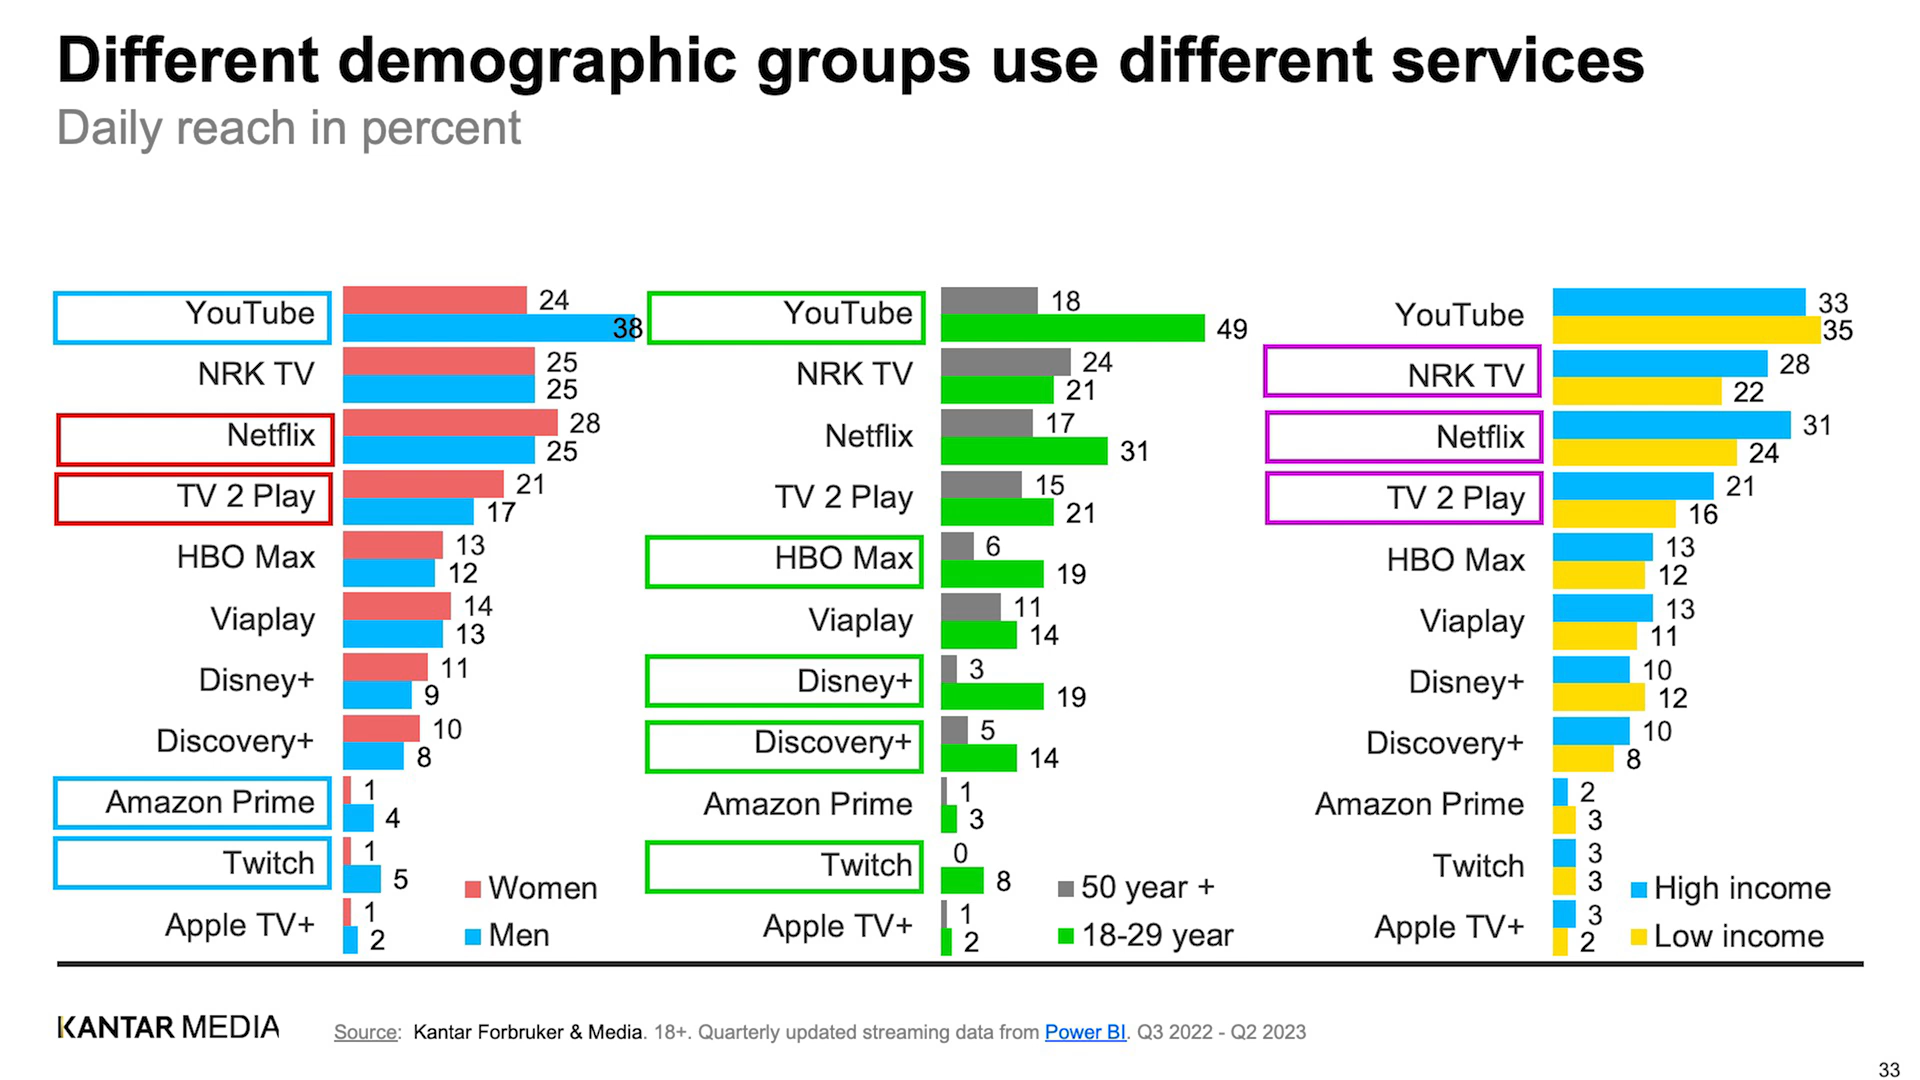 Different demographic groups use different services
Daily reach in percent
YouTube
24
38
NRK TV
25
25
Netflix
28
25
TV 2 Play
21
17
HBO Max
13
12
Viaplay
14
13
Disney+
11
9
Discovery+
10
8
Amazon Prime
1
4
Twitch
1
5
Apple TV+
1
2
Women
Men
YouTube
18
49
NRK TV
24
21
Netflix
17
31
TV 2 Play
15
21
HBO Max
6
19
Viaplay
11
14
Disney+
3
19
Discovery+
5
14
Amazon Prime
1
3
Twitch
0
8
Apple TV+
1
2
50 year +
18-29 year
YouTube
33
35
NRK TV
28
22
Netflix
31
24
TV 2 Play
21
16
HBO Max
13
12
Viaplay
13
11
Disney+
10
12
Discovery+
10
8
Amazon Prime
2
3
Twitch
3
3
Apple TV+
3
2
High income
Low income
KANTAR MEDIA
Source: Kantar Forbruker & Media. 18+. Quarterly updated streaming data from Power BI. Q3 2022 - Q2 2023
33